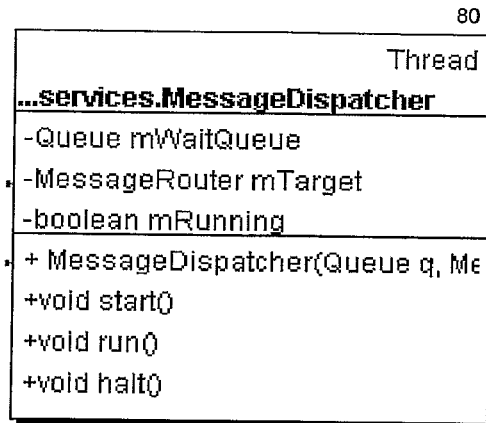 80
Thread
...services.MessageDispatcher
-Queue mWaitQueue
-MessageRouter mTarget
-boolean mRunning
+ MessageDispatcher(Queue q, Me
+void start()
+void run()
+void halt()